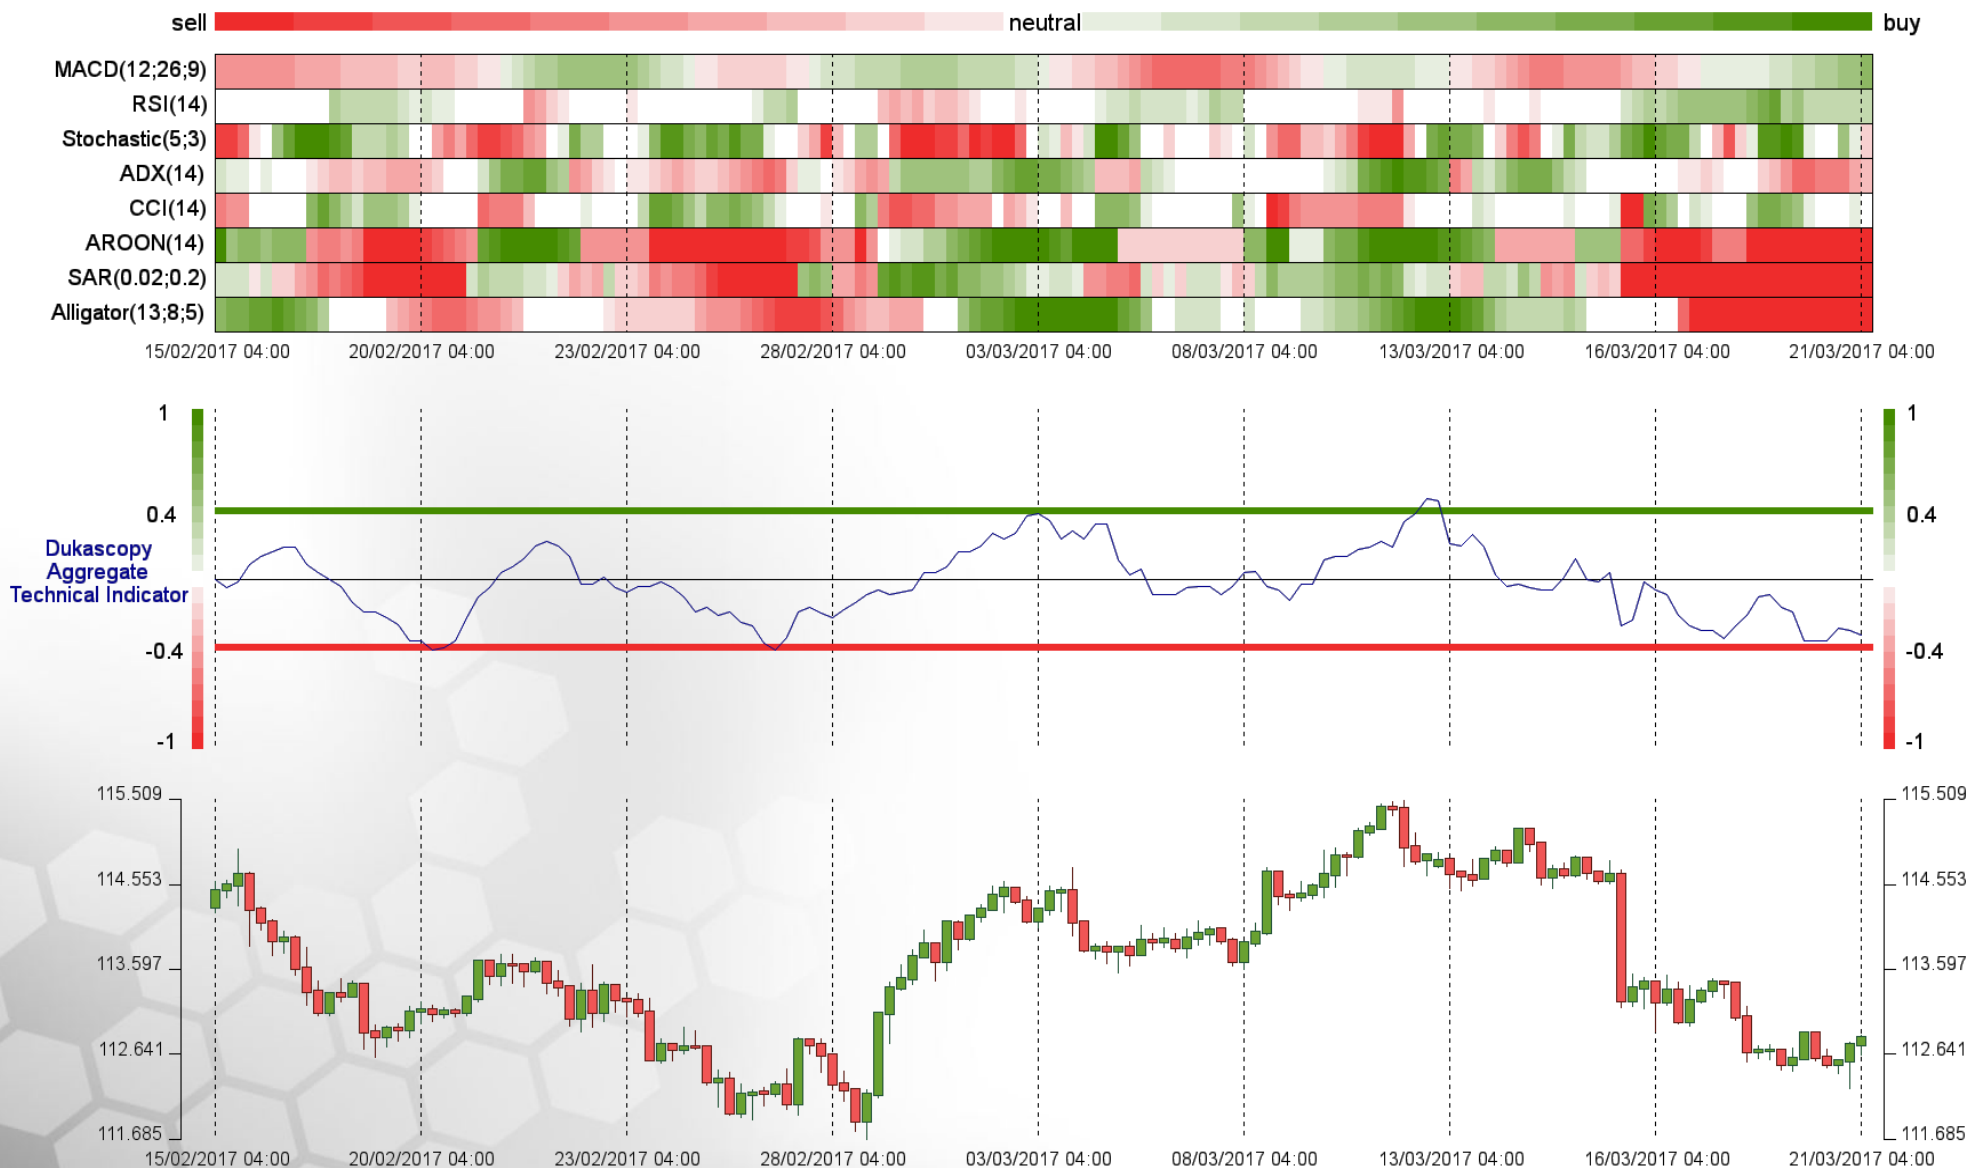 sell neutral buy
MACD(12;26;9)
RSI(14)
Stochastic(5;3)
ADX(14)
CCI(14)
AROON(14)
SAR(0.02;0.2)
Alligator(13;8;5)
15/02/2017 04:00 20/02/2017 04:00 23/02/2017 04:00 28/02/2017 04:00 03/03/2017 04:00 08/03/2017 04:00 13/03/2017 04:00 16/03/2017 04:00 21/03/2017 04:00
1 1
0.4 0.4
Dukascopy
Aggregate
Technical Indicator
-0.4 -0.4
-1 -1
115.509 115.509
114.553 114.553
113.597 113.597
112.641 112.641
111.685 111.685
15/02/2017 04:00 20/02/2017 04:00 23/02/2017 04:00 28/02/2017 04:00 03/03/2017 04:00 08/03/2017 04:00 13/03/2017 04:00 16/03/2017 04:00 21/03/2017 04:00